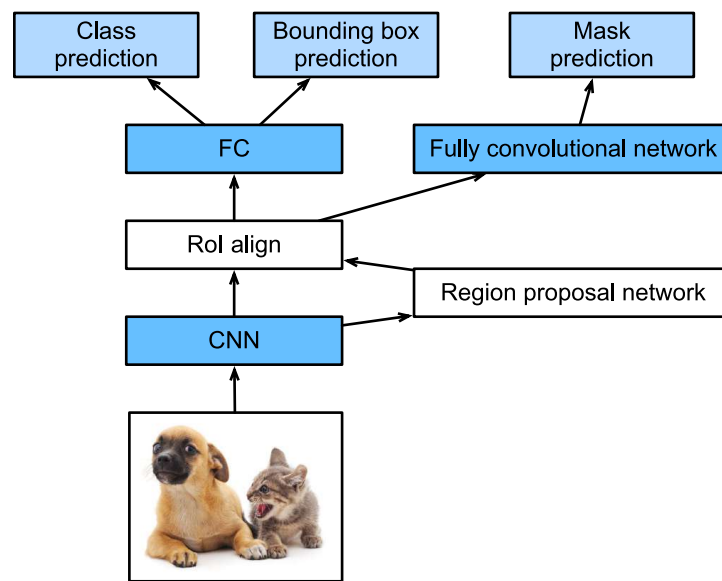 Class
prediction
Bounding box
prediction
Mask
prediction
FC
Fully convolutional network
RoI align
Region proposal network
CNN